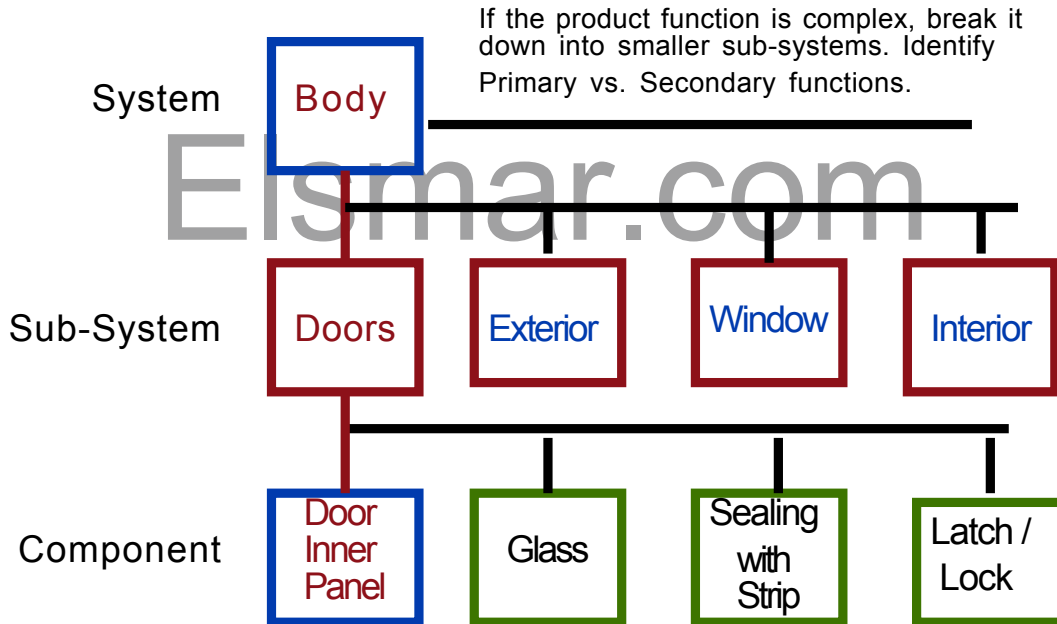 If the product function is complex, break it
down into smaller sub-systems. Identify
Primary vs. Secondary functions.
System
Body
Elsmar.com
Sub-System
Doors
Exterior
Window
Interior
Component
Door
Inner
Panel
Glass
Sealing
with
Strip
Latch /
Lock